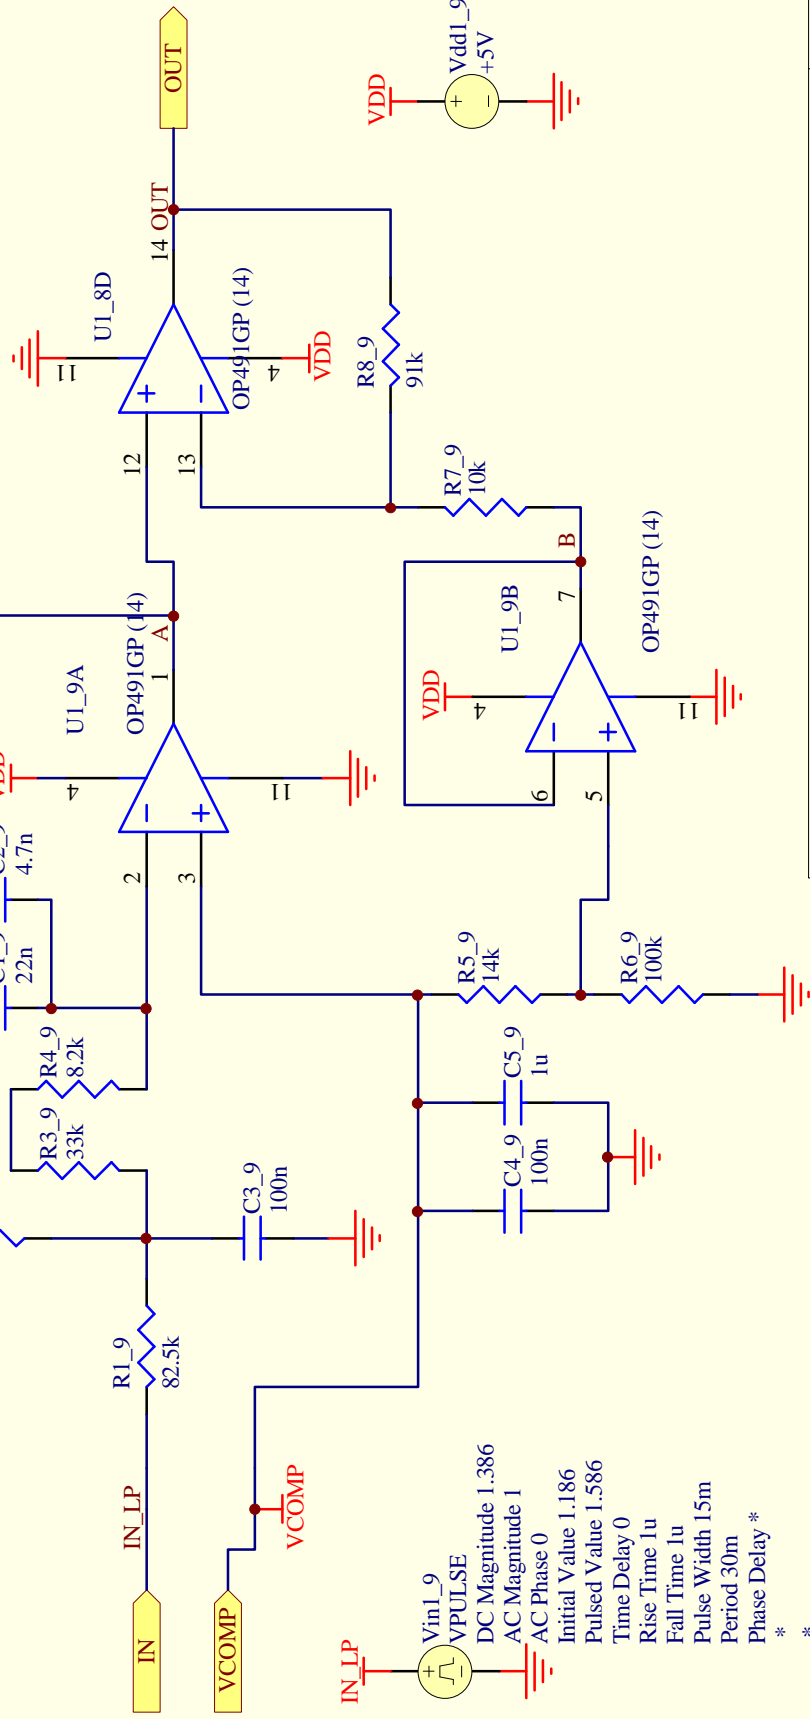 OUT
14
OUT
U1_8D
OP491GP (14)
11
4
VDD
12
13
R8_9
91k
R7_9
10k
VDD
Vdd1_9
+5V
A
1
U1_9A
OP491GP (14)
4
11
2
3
B
7
U1_9B
OP491GP (14)
VDD
4
11
6
5
4.7n
22n
R4_9
8.2k
R3_9
33k
C3_9
100n
R1_9
82.5k
R5_9
14k
R6_9
100k
C5_9
1u
C4_9
100n
IN_LP
IN
VCOMP
VCOMP
IN_LP
Vin1_9
VPULSE
DC Magnitude 1.386
AC Magnitude 1
AC Phase 0
Initial Value 1.186
Pulsed Value 1.586
Time Delay 0
Rise Time 1u
Fall Time 1u
Pulse Width 15m
Period 30m
Phase Delay *
*
*